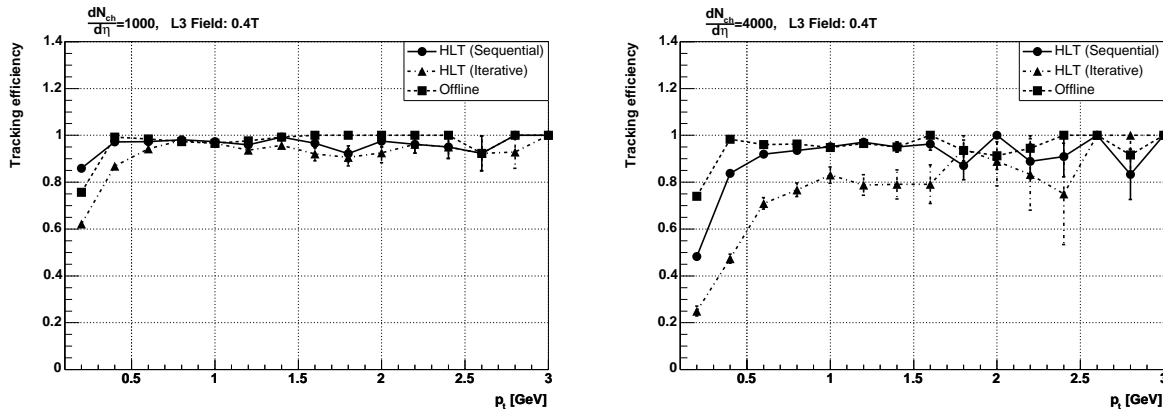 dN_ch/dη=1000, L3 Field: 0.4T
Tracking efficiency
1.4
1.2
1
0.8
0.6
0.4
0.2
0
HLT (Sequential)
HLT (Iterative)
Offline
0.5 1 1.5 2 2.5 3
p_t [GeV]
dN_ch/dη=4000, L3 Field: 0.4T
Tracking efficiency
1.4
1.2
1
0.8
0.6
0.4
0.2
0
HLT (Sequential)
HLT (Iterative)
Offline
0.5 1 1.5 2 2.5 3
p_t [GeV]